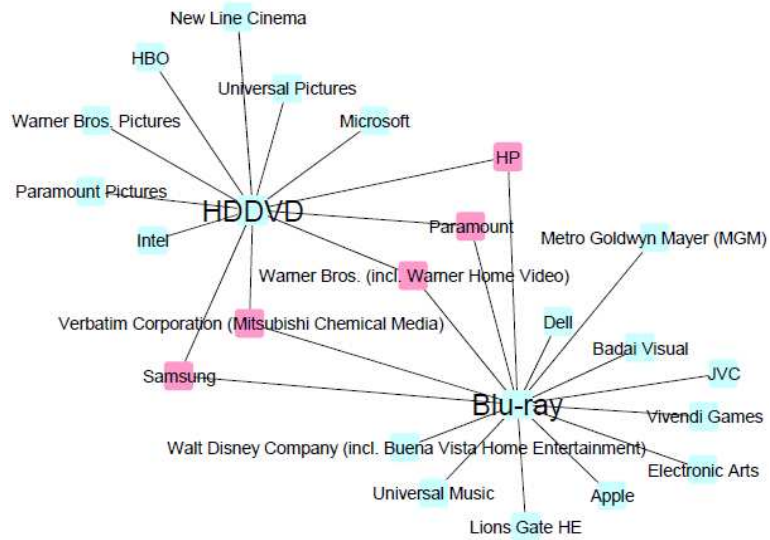 New Line Cinema
HBO
Universal Pictures
Warner Bros. Pictures
Microsoft
HP
Paramount Pictures
HDDVD
Paramount
Intel
Metro Goldwyn Mayer (MGM)
Warner Bros. (incl. Warner Home Video)
Verbatim Corporation (Mitsubishi Chemical Media)
Dell
Badai Visual
Samsung
JVC
Blu-ray
Vivendi Games
Walt Disney Company (incl. Buena Vista Home Entertainment)
Electronic Arts
Universal Music
Apple
Lions Gate HE